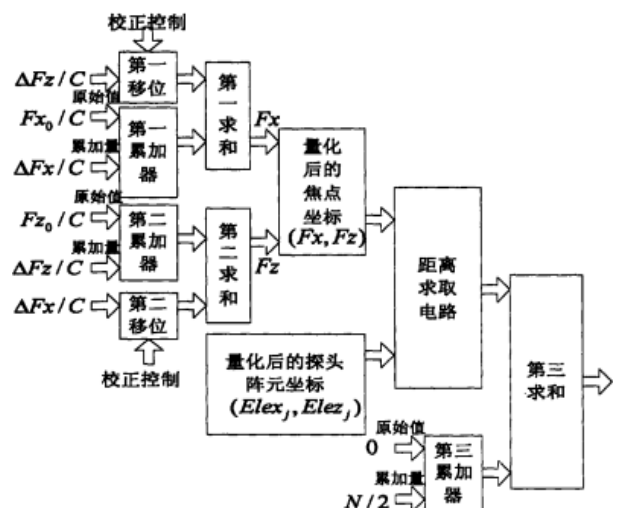 校正控制
ΔFz/C
第一移位
原始值
Fx₀/C
累加量
ΔFx/C
第一累加器
第一求和
Fx
原始值
Fz₀/C
累加量
ΔFz/C
第二累加器
第二求和
Fz
ΔFx/C
第二移位
校正控制
量化
后的焦点
坐标
(Fx,Fz)
量化后的探头
阵元坐标
(Elexⱼ,Elezⱼ)
距离
求取
电路
原始值
0
累加量
N/2
第三
累加
器
第三
求和